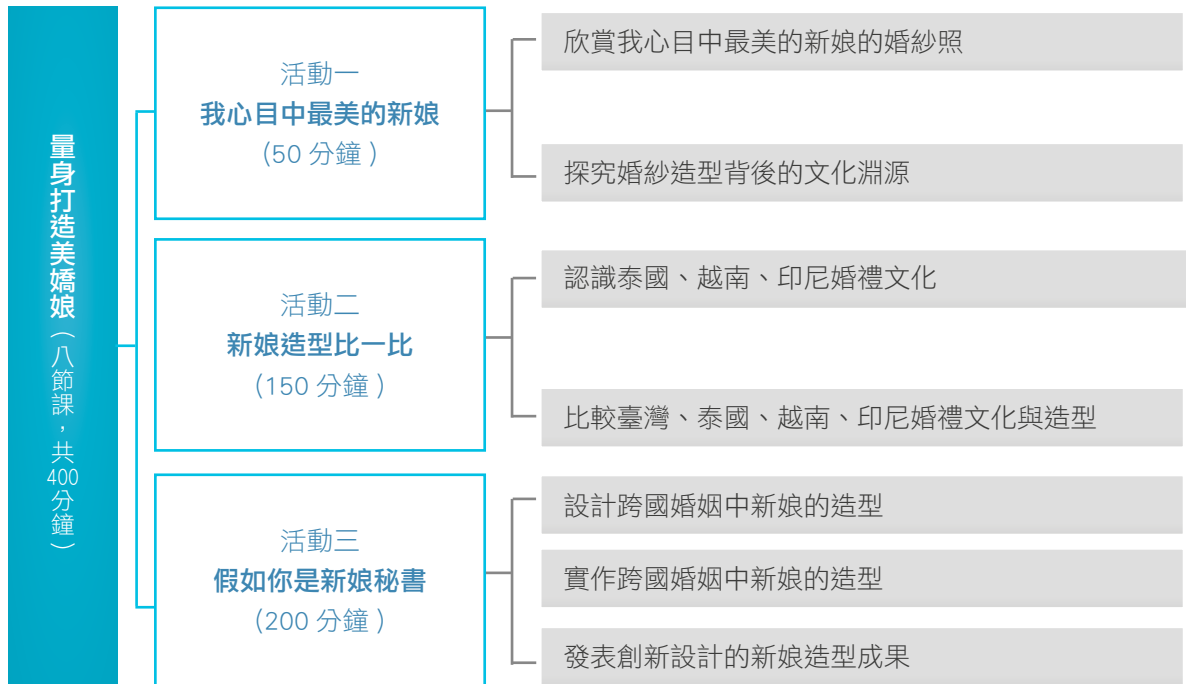 量身打造美嬌娘（八節課，共400分鐘）
活動一
我心目中最美的新娘
（50 分鐘）
欣賞我心目中最美的新娘的婚紗照
探究婚紗造型背後的文化淵源
活動二
新娘造型比一比
（150 分鐘）
認識泰國、越南、印尼婚禮文化
比較臺灣、泰國、越南、印尼婚禮文化與造型
活動三
假如你是新娘秘書
（200 分鐘）
設計跨國婚姻中新娘的造型
實作跨國婚姻中新娘的造型
發表創新設計的新娘造型成果